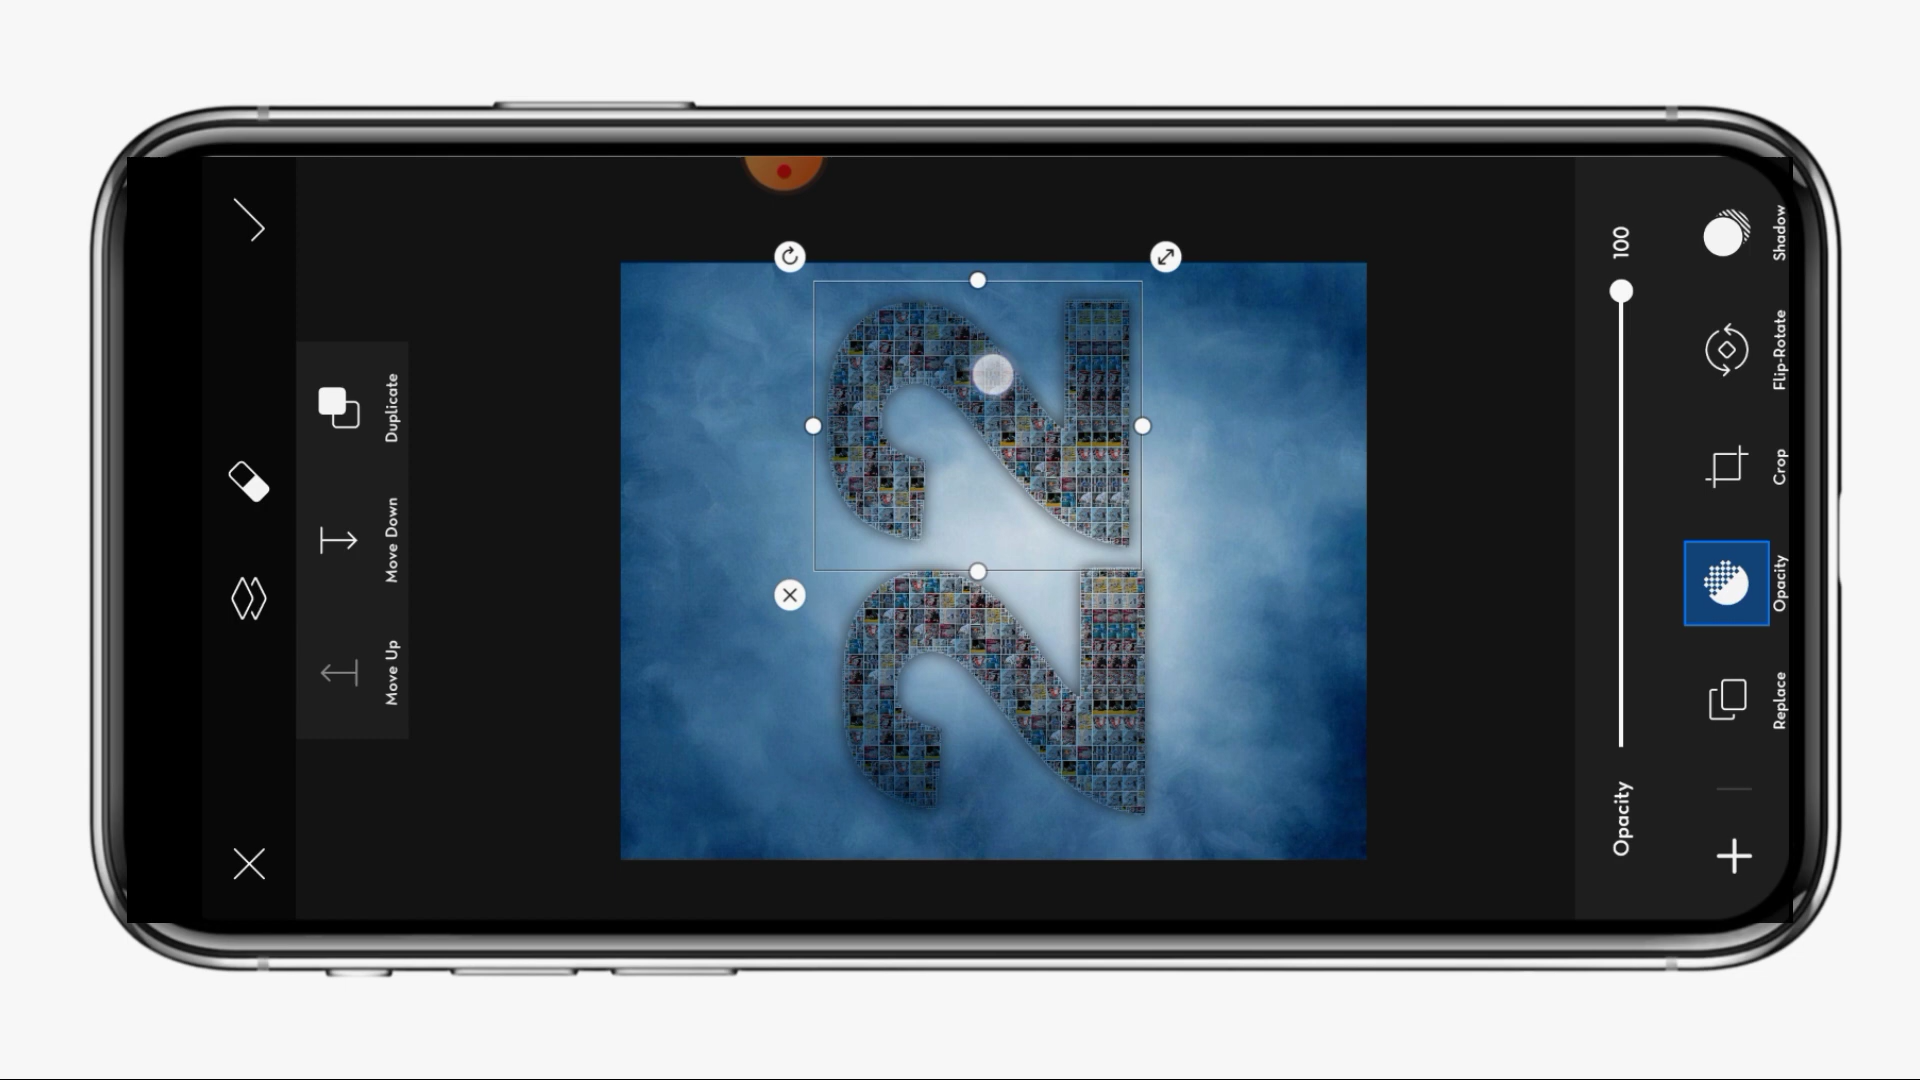 Duplicate
Move Down
Move Up
22
100
Opacity
Shadow
Flip-Rotate
Crop
Opacity
Replace